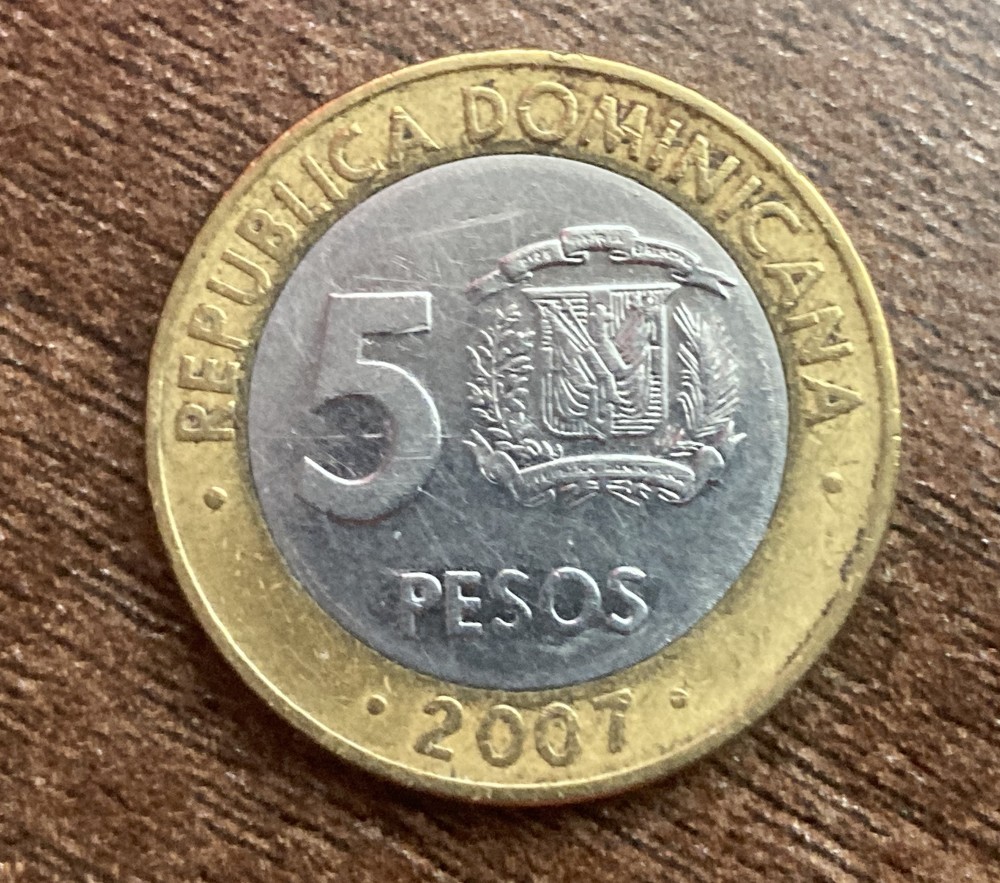 REPUBLICA DOMINICANA
5
PESOS
2007